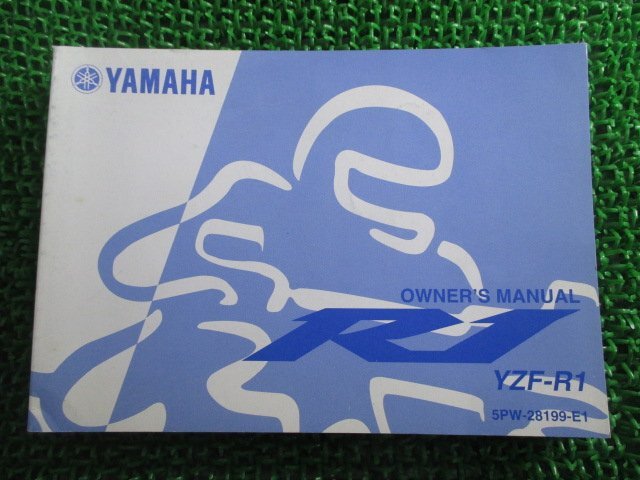 YAMAHA
OWNER'S MANUAL
R1
YZF-R1
5PW-28199-E1